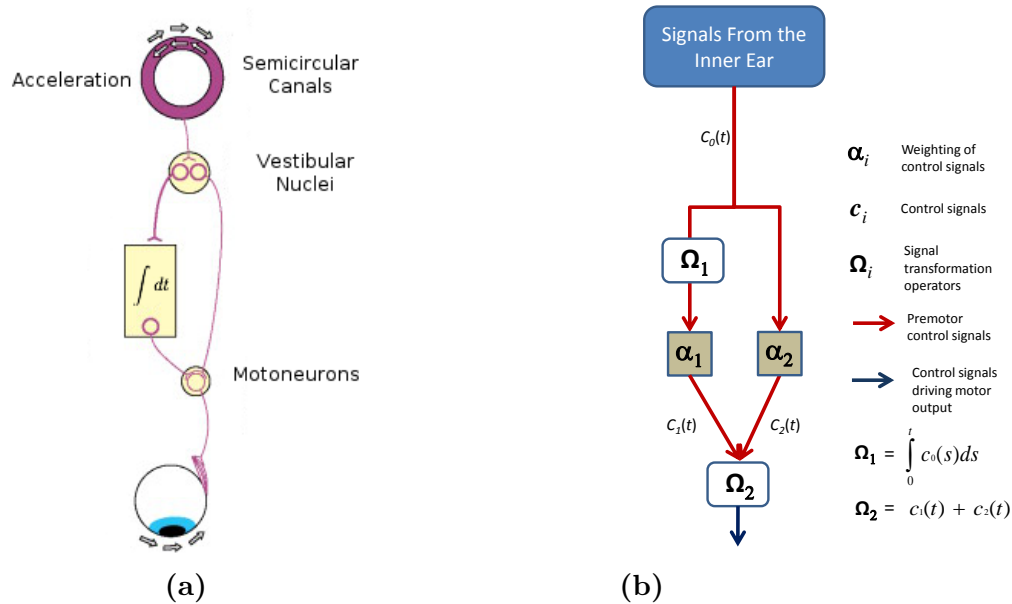 Acceleration
Semicircular
Canals
Vestibular
Nuclei
∫ dt
Motoneurons
(a)
Signals From the
Inner Ear
C₀(t)
Ω₁
α₁
α₂
C₁(t)
C₂(t)
Ω₂
αᵢ Weighting of
control signals
cᵢ Control signals
Ωᵢ Signal
transformation
operators
Premotor
control signals
Control signals
driving motor
output
Ω₁ = ∫₀ᵗ c₀(s)ds
Ω₂ = c₁(t) + c₂(t)
(b)